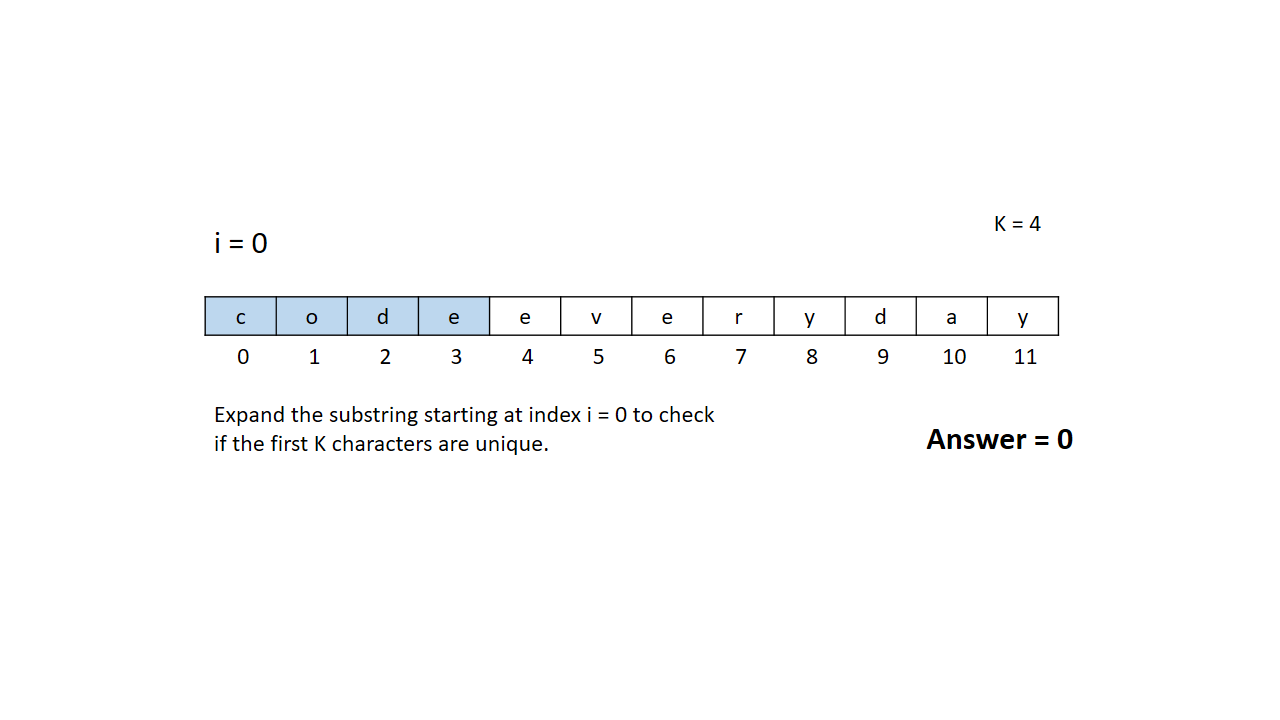 K = 4
i = 0
c o d e e v e r y d a y
0 1 2 3 4 5 6 7 8 9 10 11
Expand the substring starting at index i = 0 to check
if the first K characters are unique.
Answer = 0